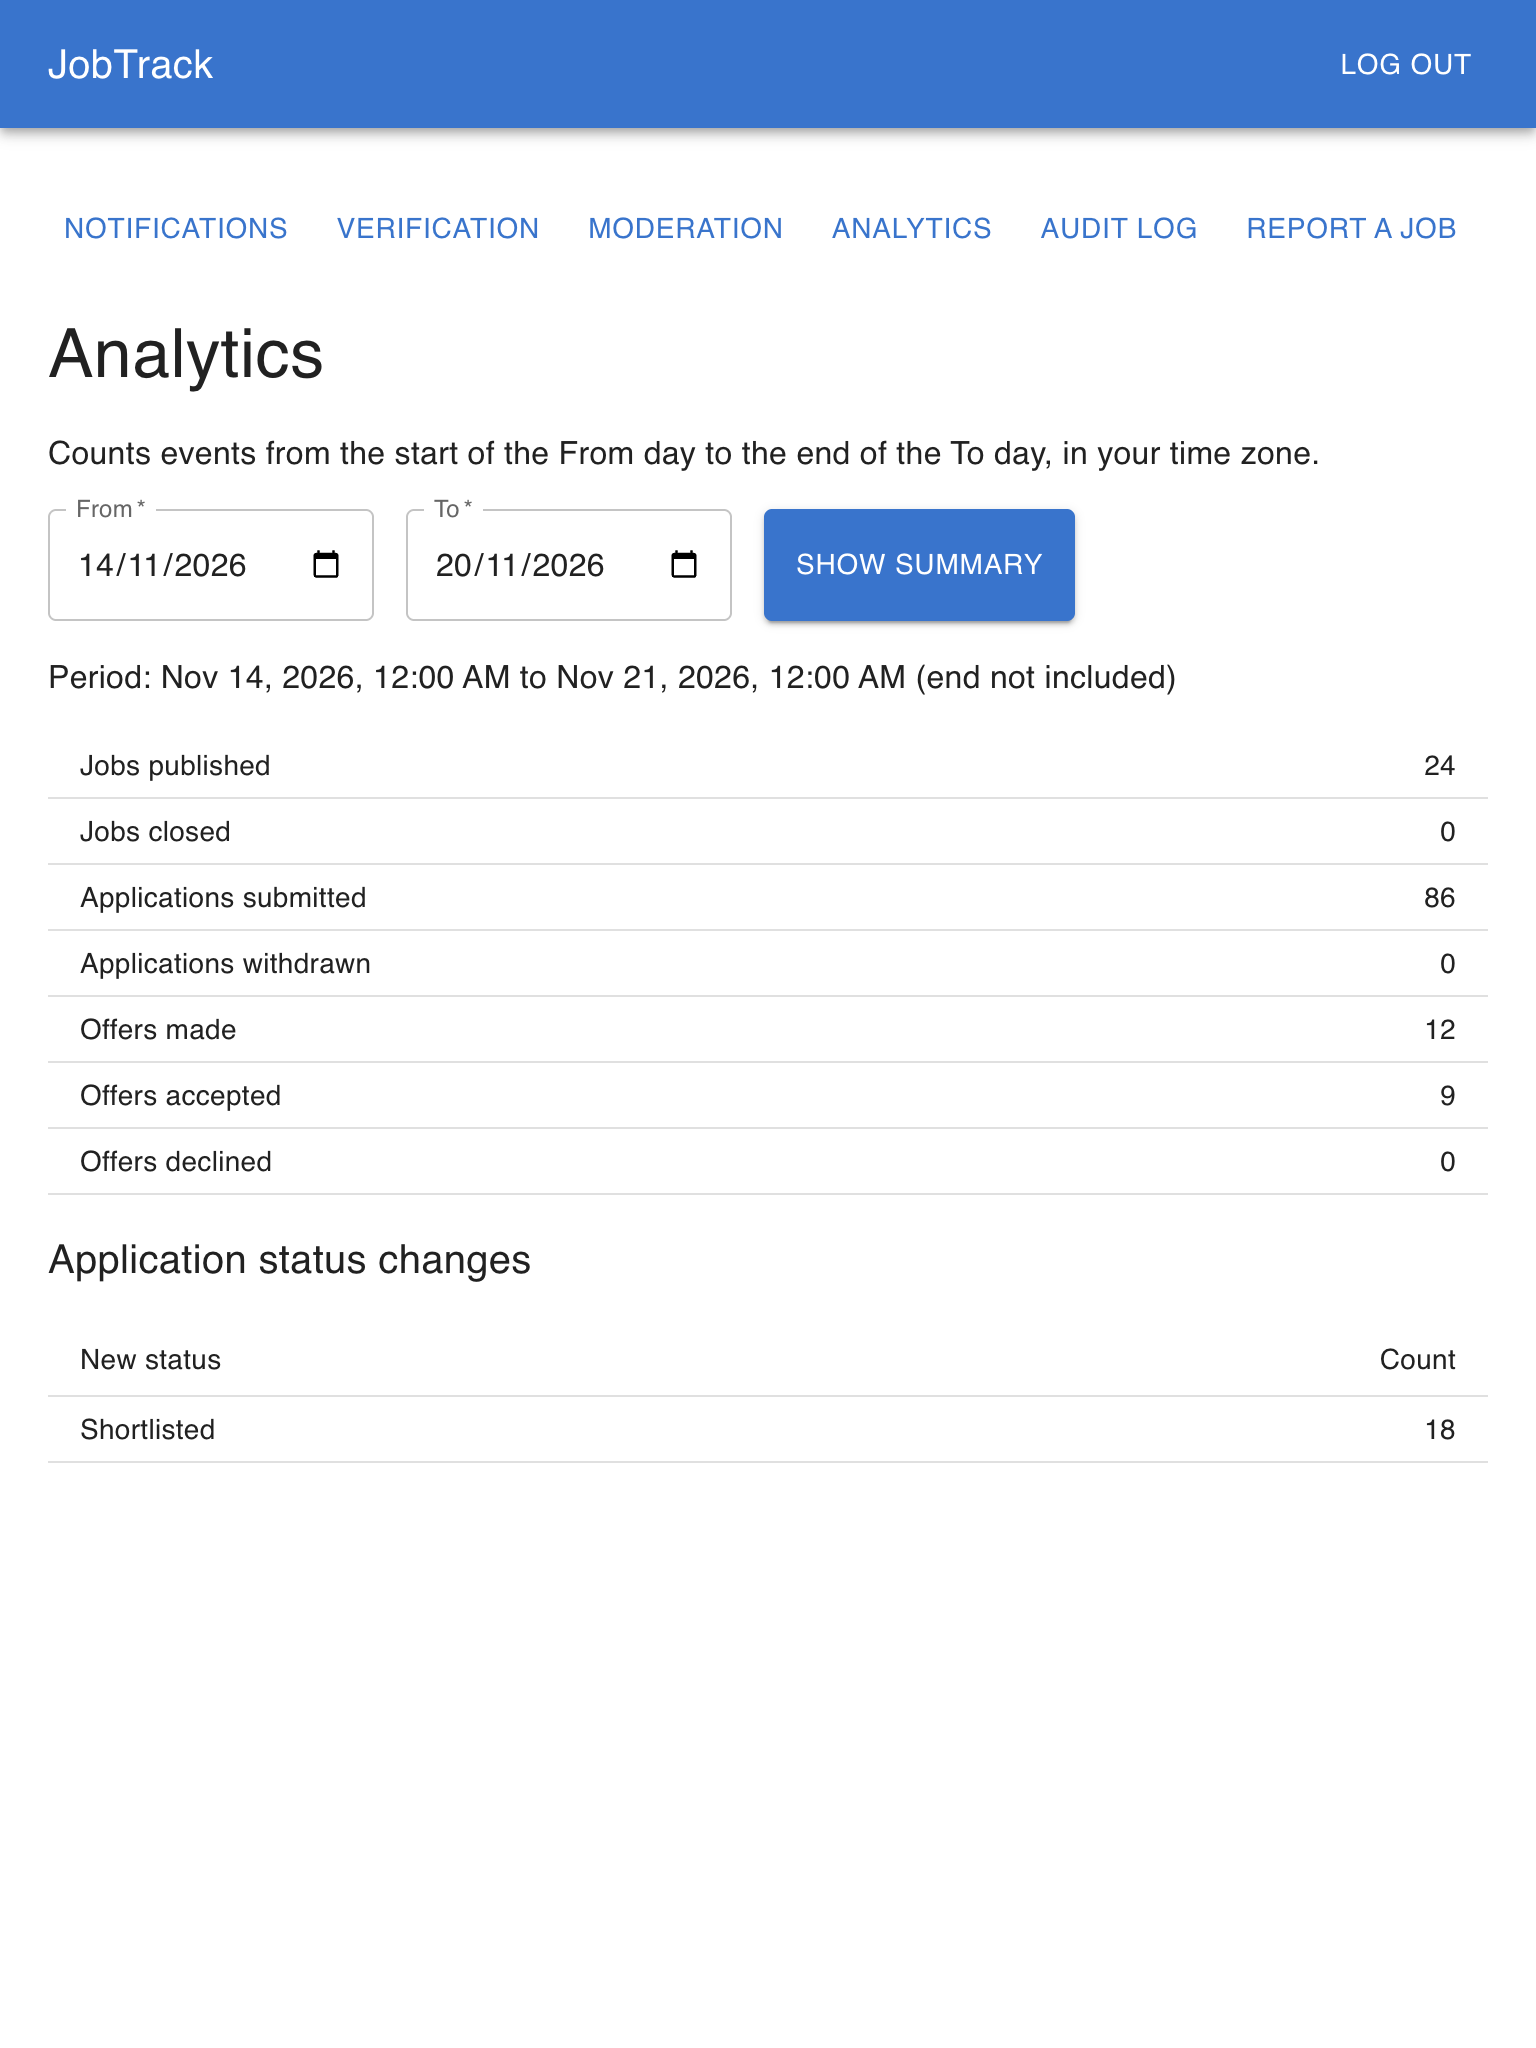 JobTrack LOG OUT
NOTIFICATIONS VERIFICATION MODERATION ANALYTICS AUDIT LOG REPORT A JOB
Analytics
Counts events from the start of the From day to the end of the To day, in your time zone.
From * To *
14/11/2026 20/11/2026 SHOW SUMMARY
Period: Nov 14, 2026, 12:00 AM to Nov 21, 2026, 12:00 AM (end not included)
Jobs published 24
Jobs closed 0
Applications submitted 86
Applications withdrawn 0
Offers made 12
Offers accepted 9
Offers declined 0
Application status changes
New status Count
Shortlisted 18